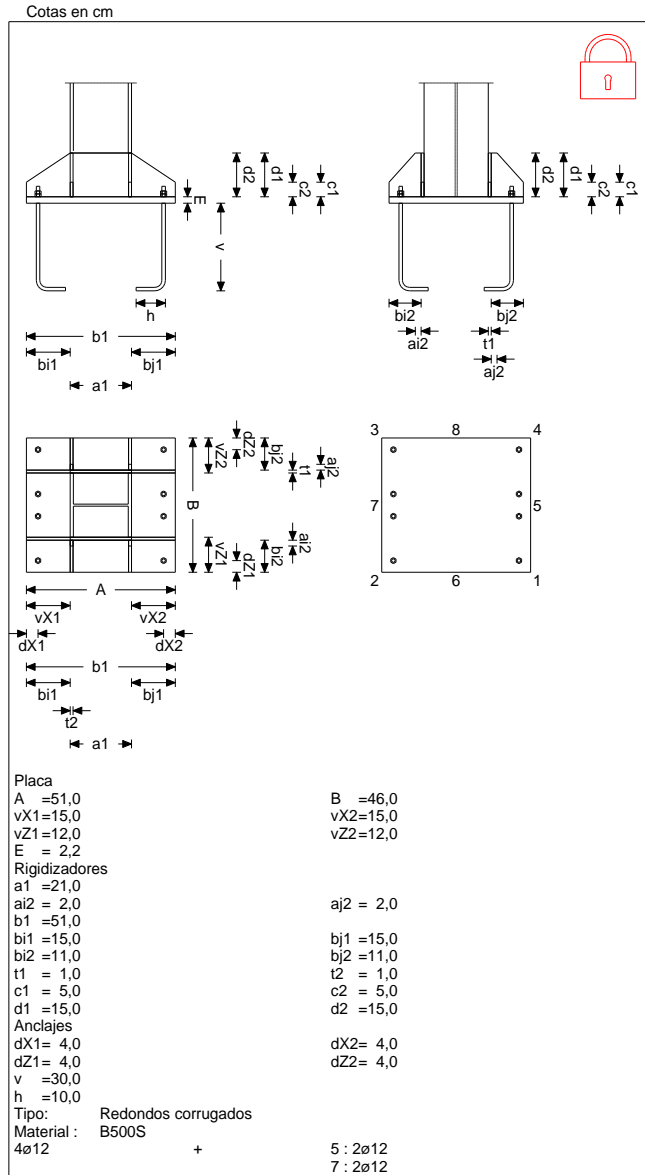 Cotas en cm
d2
d1
c2
c1
E
v
h
b1
bi1
bj1
a1
d2
d1
c2
c1
bi2
bj2
ai2
t1
aj2
vZ2
dZ2
bj2
t1
aj2
B
vZ1
dZ1
bi2
ai2
A
vX1
vX2
dX1
dX2
b1
bi1
bj1
t2
a1
3 8 4
7 5
2 6 1
Placa
A =51,0 B =46,0
vX1=15,0 vX2=15,0
vZ1=12,0 vZ2=12,0
E = 2,2
Rigidizadores
a1 =21,0
ai2 = 2,0 aj2 = 2,0
b1 =51,0
bi1 =15,0 bj1 =15,0
bi2 =11,0 bj2 =11,0
t1 = 1,0 t2 = 1,0
c1 = 5,0 c2 = 5,0
d1 =15,0 d2 =15,0
Anclajes
dX1= 4,0 dX2= 4,0
dZ1= 4,0 dZ2= 4,0
v =30,0
h =10,0
Tipo: Redondos corrugados
Material : B500S
4ø12 + 5 : 2ø12
7 : 2ø12